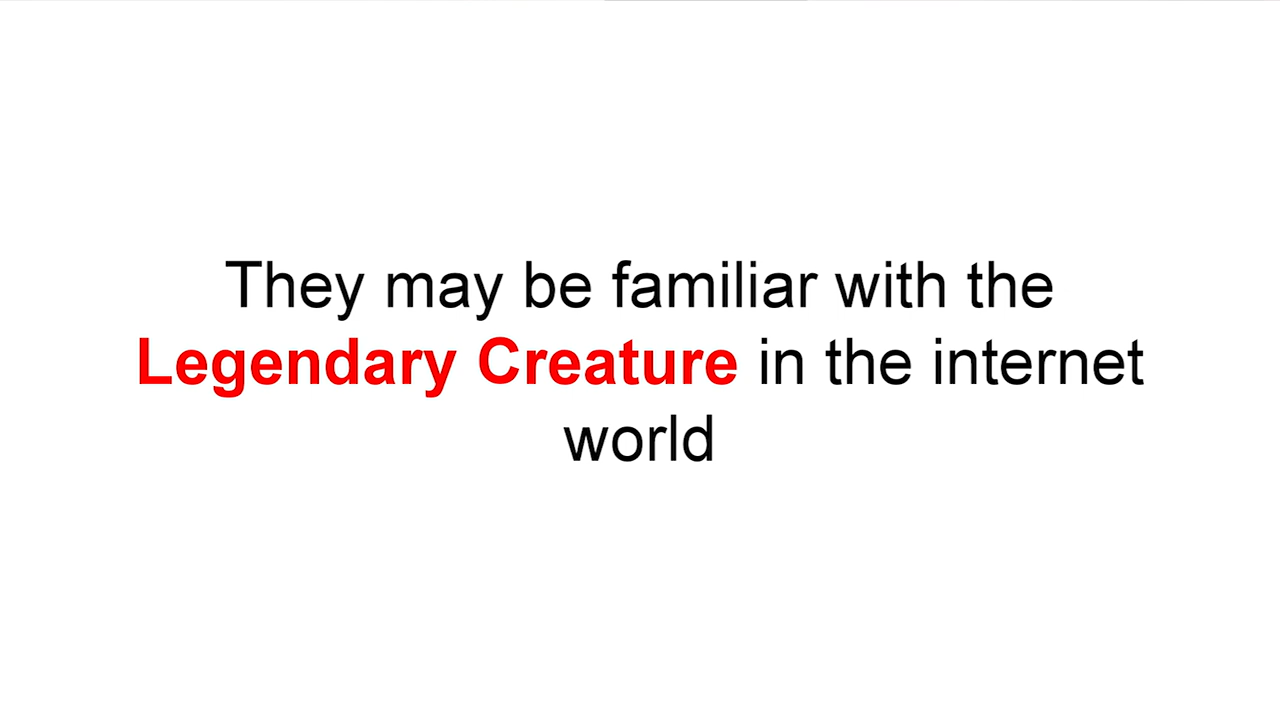 They may be familiar with the
Legendary Creature in the internet
world